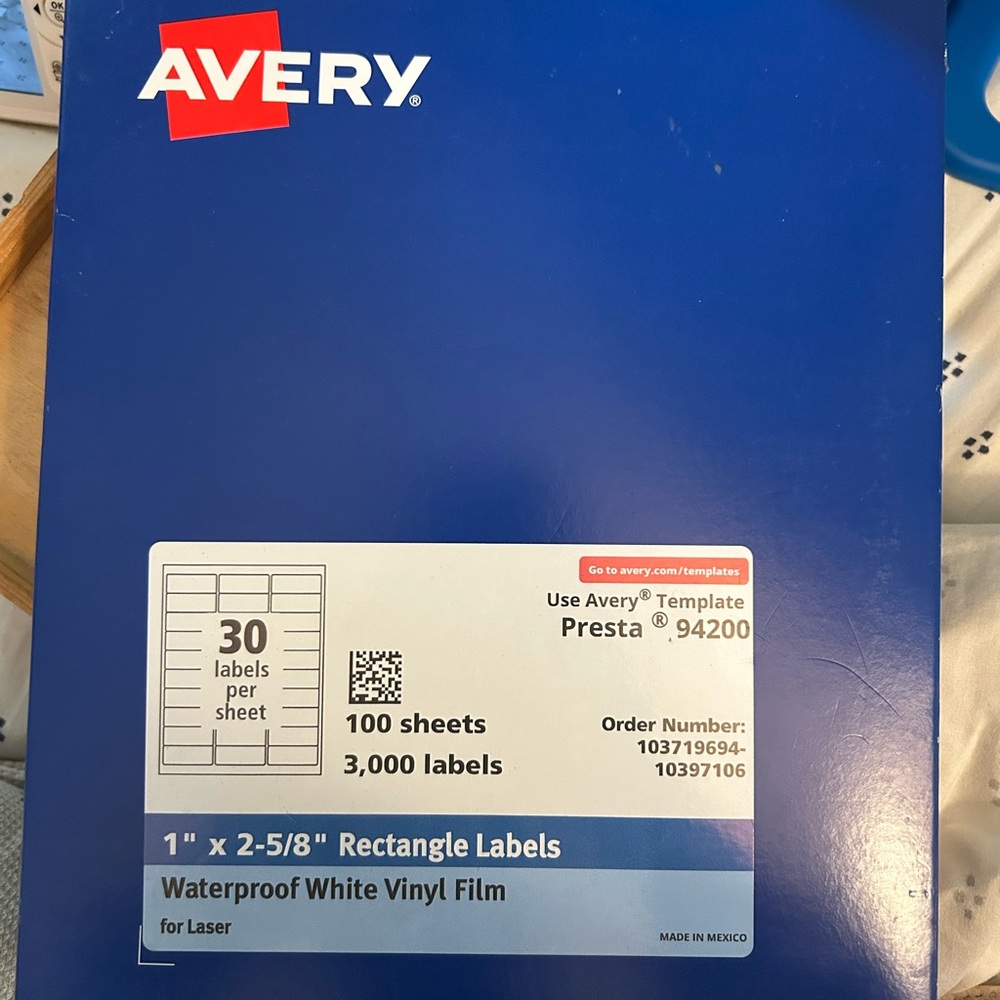 OK
AVERY®
Go to avery.com/templates
Use Avery® Template
Presta ® 94200
30
labels
per
sheet
100 sheets
3,000 labels
Order Number:
103719694-
10397106
1" x 2-5/8" Rectangle Labels
Waterproof White Vinyl Film
for Laser
MADE IN MEXICO